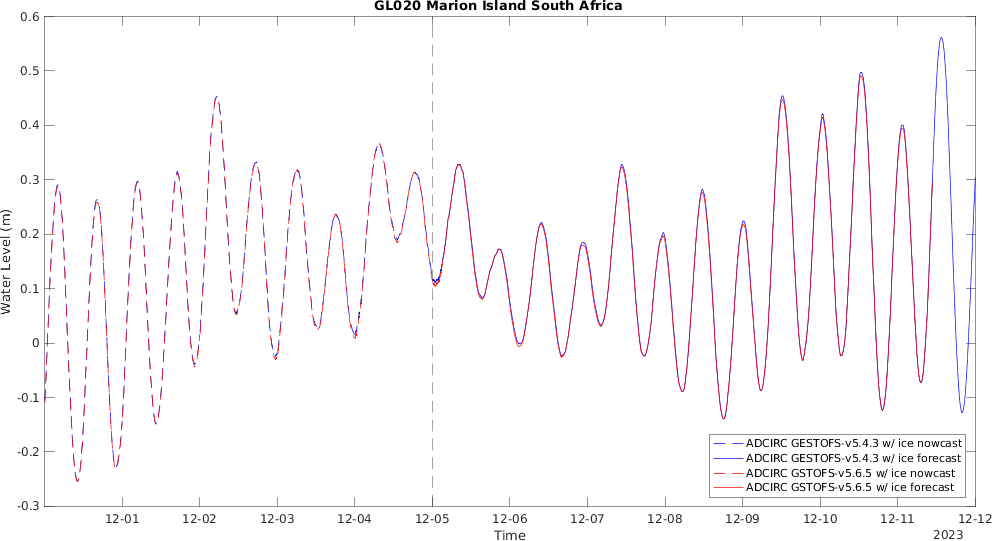 GL020 Marion Island South Africa
0.6
0.5
0.4
0.3
0.2
0.1
0
-0.1
-0.2
-0.3
Water Level (m)
12-01 12-02 12-03 12-04 12-05 12-06 12-07 12-08 12-09 12-10 12-11 12-12
Time
2023
ADCIRC GESTOFS-v5.4.3 w/ ice nowcast
ADCIRC GESTOFS-v5.4.3 w/ ice forecast
ADCIRC GSTOFS-v5.6.5 w/ ice nowcast
ADCIRC GSTOFS-v5.6.5 w/ ice forecast